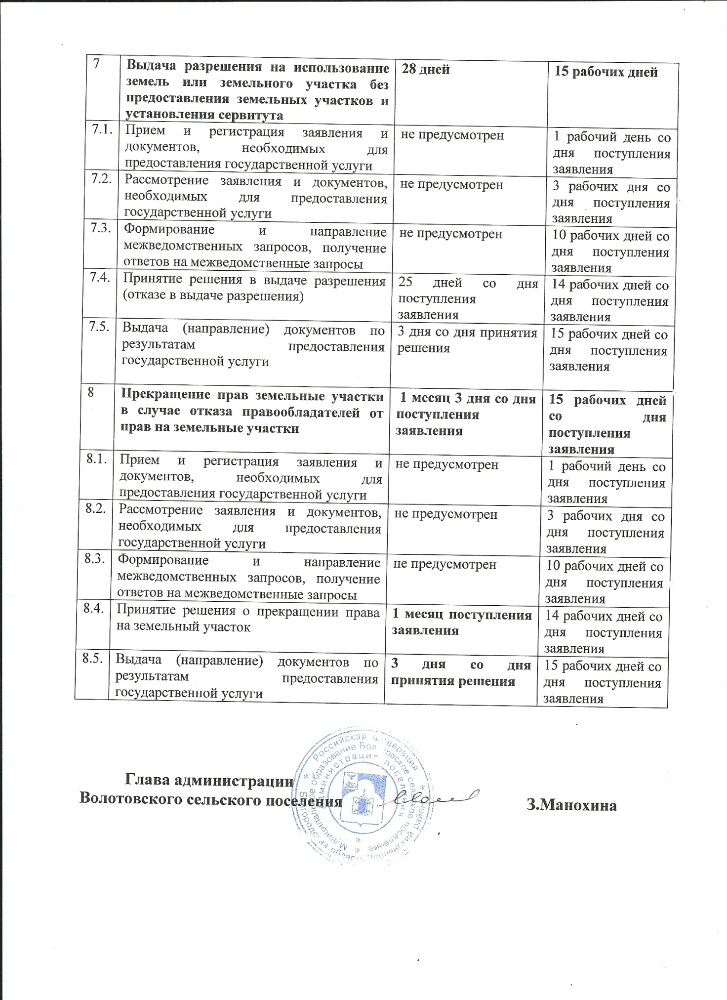 7
Выдача разрешения на использование
земель или земельного участка без
предоставления земельных участков и
установления сервитута
28 дней
15 рабочих дней
7.1.
Прием и регистрация заявления и
документов, необходимых для
предоставления государственной услуги
не предусмотрен
1 рабочий день со
дня поступления
заявления
7.2.
Рассмотрение заявления и документов,
необходимых для предоставления
государственной услуги
не предусмотрен
3 рабочих дня со
дня поступления
заявления
7.3.
Формирование и направление
межведомственных запросов, получение
ответов на межведомственные запросы
не предусмотрен
10 рабочих дней со
дня поступления
заявления
7.4.
Принятие решения в выдаче разрешения
(отказе в выдаче разрешения)
25 дней со дня
поступления
заявления
14 рабочих дней со
дня поступления
заявления
7.5.
Выдача (направление) документов по
результатам предоставления
государственной услуги
3 дня со дня принятия
решения
15 рабочих дней со
дня поступления
заявления
8
Прекращение прав земельные участки
в случае отказа правообладателей от
прав на земельные участки
1 месяц 3 дня со дня
поступления
заявления
15 рабочих дней
со дня
поступления
заявления
8.1.
Прием и регистрация заявления и
документов, необходимых для
предоставления государственной услуги
не предусмотрен
1 рабочий день со
дня поступления
заявления
8.2.
Рассмотрение заявления и документов,
необходимых для предоставления
государственной услуги
не предусмотрен
3 рабочих дня со
дня поступления
заявления
8.3.
Формирование и направление
межведомственных запросов, получение
ответов на межведомственные запросы
не предусмотрен
10 рабочих дней со
дня поступления
заявления
8.4.
Принятие решения о прекращении права
на земельный участок
1 месяц поступления
заявления
14 рабочих дней со
дня поступления
заявления
8.5.
Выдача (направление) документов по
результатам предоставления
государственной услуги
3 дня со дня
принятия решения
15 рабочих дней со
дня поступления
заявления
Глава администрации
Волотовского сельского поселения
З.Манохина
Российская Федерация * Белгородская область Чернянский район *
Муниципальное образование Волотовское сельское поселение *
Администрация поселения